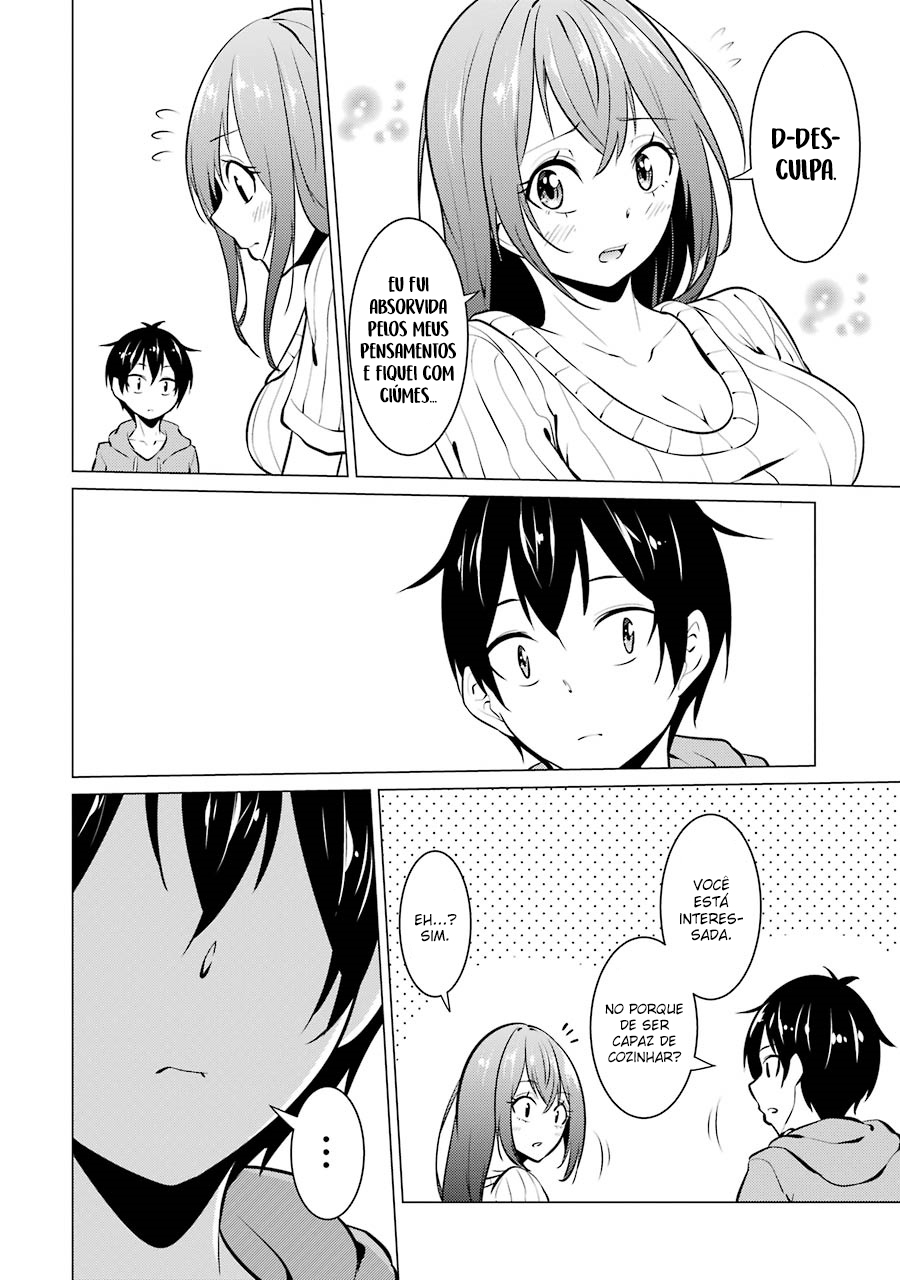 D-DES-
CULPA.
EU FUI
ABSORVIDA
PELOS MEUS
PENSAMENTOS
E FIQUEI COM
CIÚMES...
VOCÊ
ESTÁ
INTERES-
SADA.
NO PORQUE
DE SER
CAPAZ DE
COZINHAR?
EH...?
SIM.
...